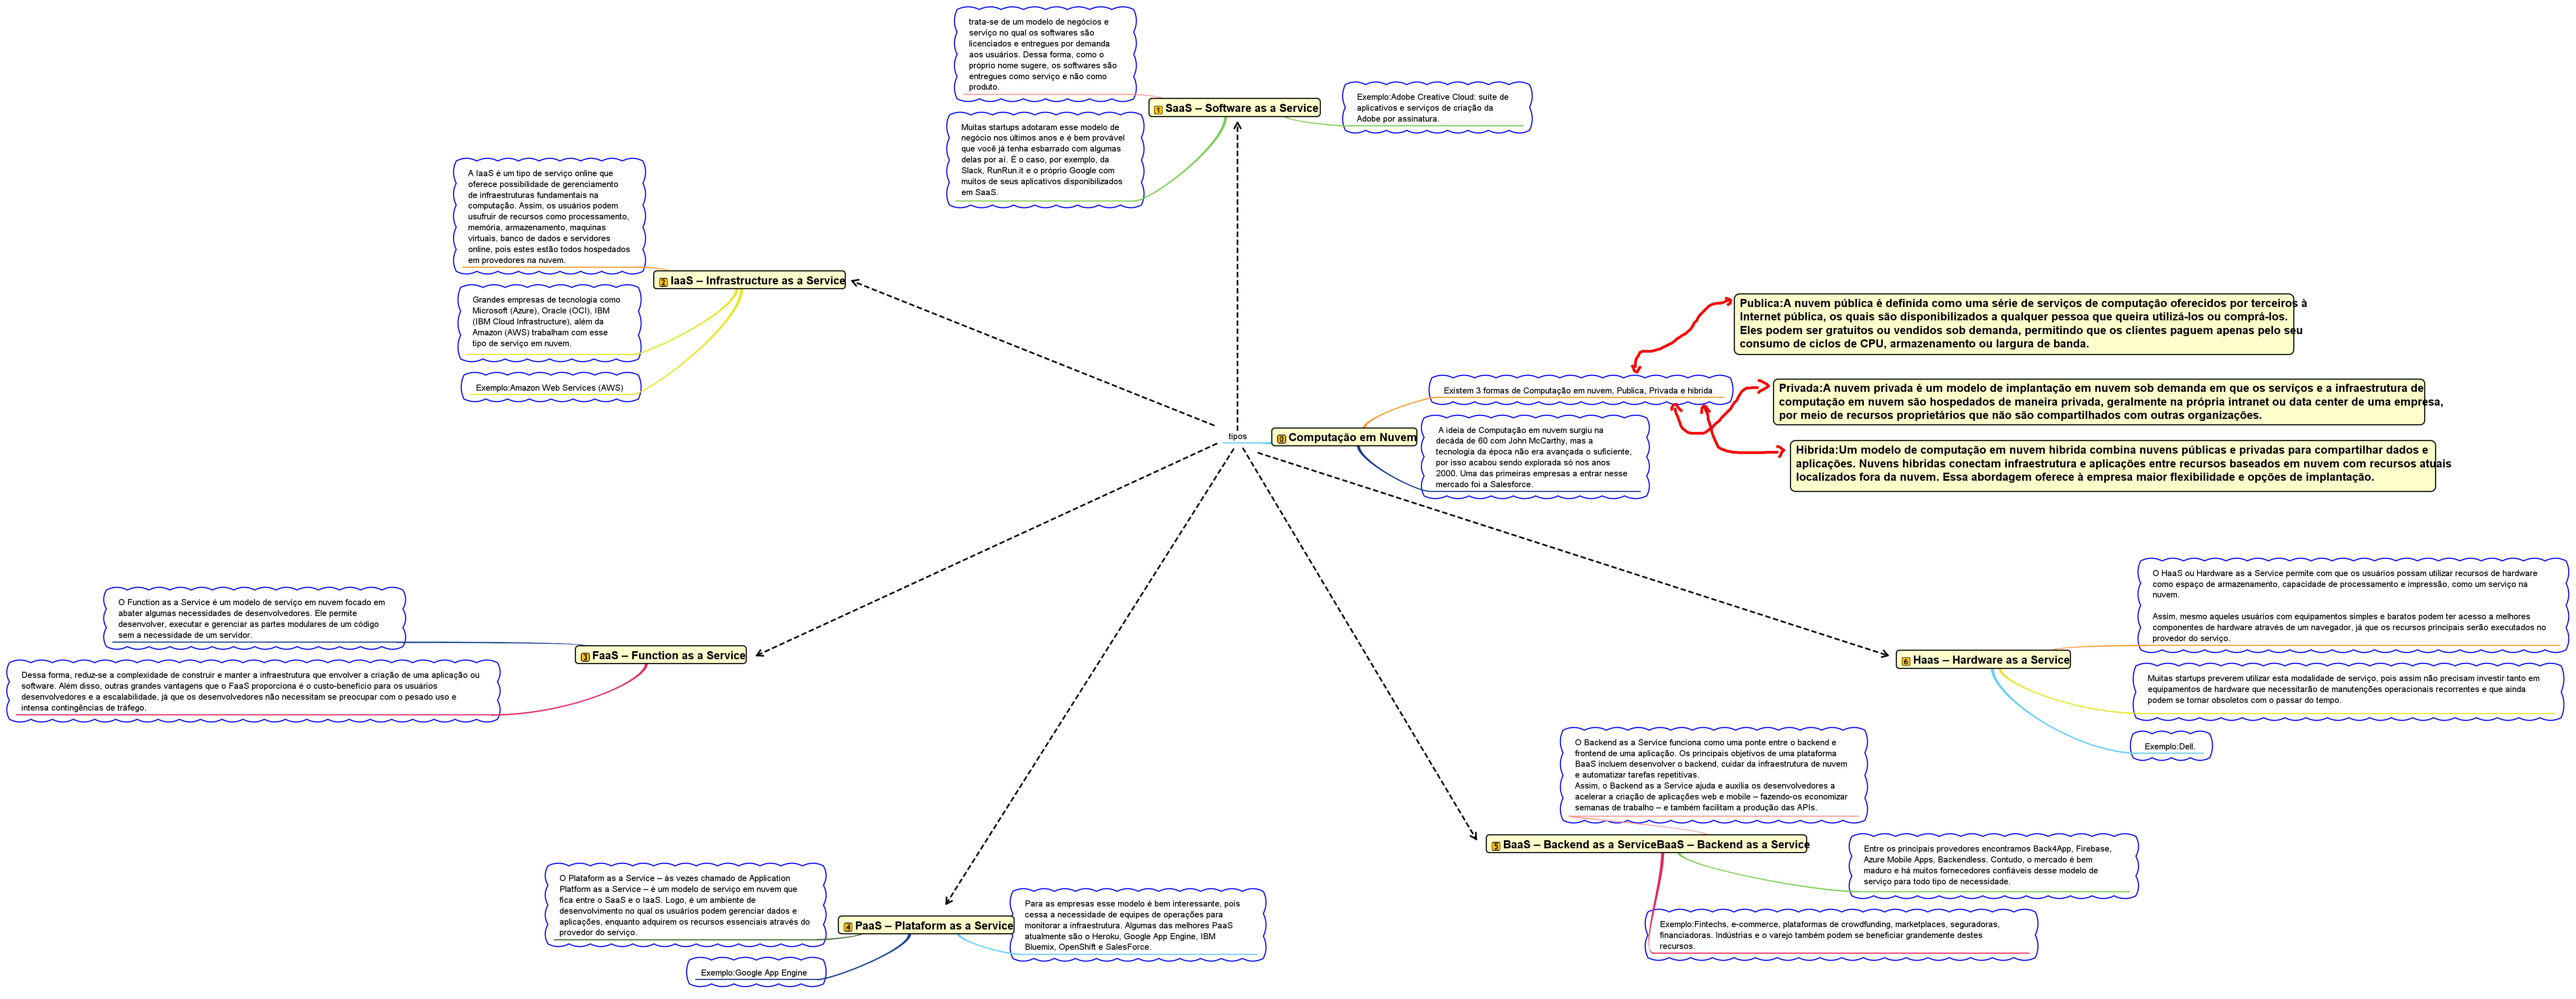 trata-se de um modelo de negócios e
serviço no qual os softwares são
licenciados e entregues por demanda
aos usuários. Dessa forma, como o
próprio nome sugere, os softwares são
entregues como serviço e não como
produto.
1 SaaS – Software as a Service
Exemplo:Adobe Creative Cloud: suíte de
aplicativos e serviços de criação da
Adobe por assinatura.
Muitas startups adotaram esse modelo de
negócio nos últimos anos e é bem provável
que você já tenha esbarrado com algumas
delas por aí. É o caso, por exemplo, da
Slack, RunRun.it e o próprio Google com
muitos de seus aplicativos disponibilizados
em SaaS.
A IaaS é um tipo de serviço online que
oferece possibilidade de gerenciamento
de infraestruturas fundamentais na
computação. Assim, os usuários podem
usufruir de recursos como processamento,
memória, armazenamento, maquinas
virtuais, banco de dados e servidores
online, pois estes estão todos hospedados
em provedores na nuvem.
2 IaaS – Infrastructure as a Service
Grandes empresas de tecnologia como
Microsoft (Azure), Oracle (OCI), IBM
(IBM Cloud Infrastructure), além da
Amazon (AWS) trabalham com esse
tipo de serviço em nuvem.
Exemplo:Amazon Web Services (AWS)
Publica:A nuvem pública é definida como uma série de serviços de computação oferecidos por terceiros à
Internet pública, os quais são disponibilizados a qualquer pessoa que queira utilizá-los ou comprá-los.
Eles podem ser gratuitos ou vendidos sob demanda, permitindo que os clientes paguem apenas pelo seu
consumo de ciclos de CPU, armazenamento ou largura de banda.
Existem 3 formas de Computação em nuvem, Publica, Privada e hibrida
Privada:A nuvem privada é um modelo de implantação em nuvem sob demanda em que os serviços e a infraestrutura de
computação em nuvem são hospedados de maneira privada, geralmente na própria intranet ou data center de uma empresa,
por meio de recursos proprietários que não são compartilhados com outras organizações.
tipos
0 Computação em Nuvem
A ideia de Computação em nuvem surgiu na
decáda de 60 com John McCarthy, mas a
tecnologia da época não era avançada o suficiente,
por isso acabou sendo explorada só nos anos
2000. Uma das primeiras empresas a entrar nesse
mercado foi a Salesforce.
Hibrida:Um modelo de computação em nuvem híbrida combina nuvens públicas e privadas para compartilhar dados e
aplicações. Nuvens híbridas conectam infraestrutura e aplicações entre recursos baseados em nuvem com recursos atuais
localizados fora da nuvem. Essa abordagem oferece à empresa maior flexibilidade e opções de implantação.
O Function as a Service é um modelo de serviço em nuvem focado em
abater algumas necessidades de desenvolvedores. Ele permite
desenvolver, executar e gerenciar as partes modulares de um código
sem a necessidade de um servidor.
3 FaaS – Function as a Service
Dessa forma, reduz-se a complexidade de construir e manter a infraestrutura que envolver a criação de uma aplicação ou
software. Além disso, outras grandes vantagens que o FaaS proporciona é o custo-benefício para os usuários
desenvolvedores e a escalabilidade, já que os desenvolvedores não necessitam se preocupar com o pesado uso e
intensa contingências de tráfego.
O HaaS ou Hardware as a Service permite com que os usuários possam utilizar recursos de hardware
como espaço de armazenamento, capacidade de processamento e impressão, como um serviço na
nuvem.
Assim, mesmo aqueles usuários com equipamentos simples e baratos podem ter acesso a melhores
componentes de hardware através de um navegador, já que os recursos principais serão executados no
provedor do serviço.
6 Haas – Hardware as a Service
Muitas startups preverem utilizar esta modalidade de serviço, pois assim não precisam investir tanto em
equipamentos de hardware que necessitarão de manutenções operacionais recorrentes e que ainda
podem se tornar obsoletos com o passar do tempo.
Exemplo:Dell.
O Backend as a Service funciona como uma ponte entre o backend e
frontend de uma aplicação. Os principais objetivos de uma plataforma
BaaS incluem desenvolver o backend, cuidar da infraestrutura de nuvem
e automatizar tarefas repetitivas.
Assim, o Backend as a Service ajuda e auxilia os desenvolvedores a
acelerar a criação de aplicações web e mobile – fazendo-os economizar
semanas de trabalho – e também facilitam a produção das APIs.
5 BaaS – Backend as a ServiceBaaS – Backend as a Service
Entre os principais provedores encontramos Back4App, Firebase,
Azure Mobile Apps, Backendless. Contudo, o mercado é bem
maduro e há muitos fornecedores confiáveis desse modelo de
serviço para todo tipo de necessidade.
Exemplo:Fintechs, e-commerce, plataformas de crowdfunding, marketplaces, seguradoras,
financiadoras. Indústrias e o varejo também podem se beneficiar grandemente destes
recursos.
O Plataform as a Service – às vezes chamado de Application
Platform as a Service – é um modelo de serviço em nuvem que
fica entre o SaaS e o IaaS. Logo, é um ambiente de
desenvolvimento no qual os usuários podem gerenciar dados e
aplicações, enquanto adquirem os recursos essenciais através do
provedor do serviço.
4 PaaS – Plataform as a Service
Para as empresas esse modelo é bem interessante, pois
cessa a necessidade de equipes de operações para
monitorar a infraestrutura. Algumas das melhores PaaS
atualmente são o Heroku, Google App Engine, IBM
Bluemix, OpenShift e SalesForce.
Exemplo:Google App Engine